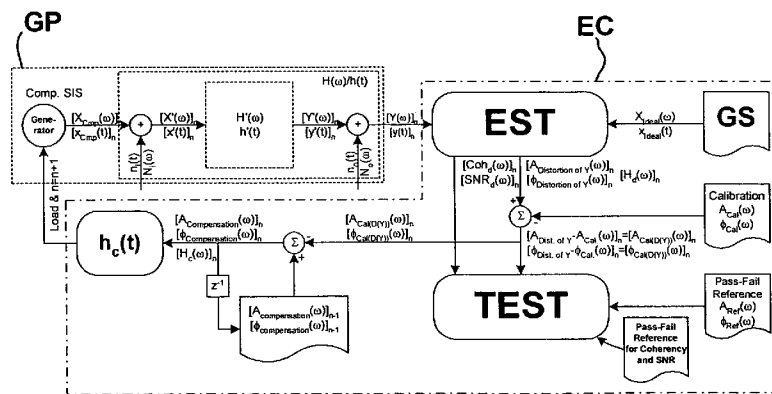 GP
EC
H(ω)/h(t)
Comp. SIS
Gene-
rator
[X_Cmp(ω)]_n
[x_Cmp(t)]_n
+
[X'(ω)]_n
[x'(t)]_n
H'(ω)
h'(t)
[Y'(ω)]_n
[y'(t)]_n
+
[Y(ω)]_n
[y(t)]_n
n_i(t)
N_i(ω)
n_o(t)
N_o(ω)
EST
X_Ideal(ω)
x_Ideal(t)
GS
Load & n=n+1
[Coh_d(ω)]_n
[SNR_d(ω)]_n
[A_Distortion of Y(ω)]_n
[ϕ_Distortion of Y(ω)]_n
[H_d(ω)]_n
+
Σ
-
Calibration
A_Cal(ω)
ϕ_Cal(ω)
h_c(t)
[A_Compensation(ω)]_n
[ϕ_Compensation(ω)]_n
[H_c(ω)]_n
Σ
-
+
[A_Cal(D(Y))(ω)]_n
[ϕ_Cal(D(Y))(ω)]_n
[A_Dist. of Y-A_Cal.(ω)]_n=[A_Cal(D(Y))(ω)]_n
[ϕ_Dist. of Y-ϕ_Cal.(ω)]_n=[ϕ_Cal(D(Y))(ω)]_n
z^-1
[A_compensation(ω)]_n-1
[ϕ_compensation(ω)]_n-1
TEST
Pass-Fail
Reference
A_Ref(ω)
ϕ_Ref(ω)
Pass-Fail
Reference
for Coherency
and SNR